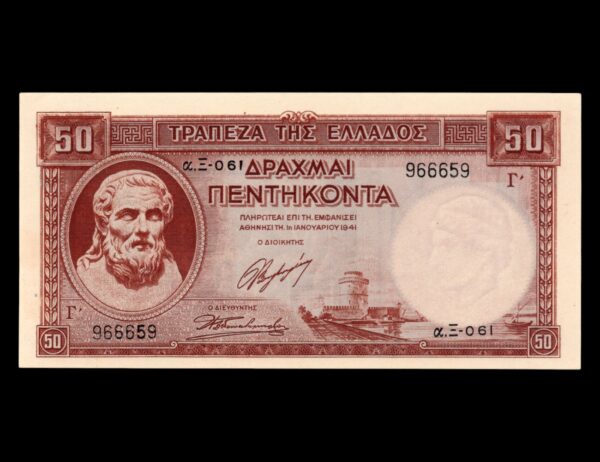 50 ΤΡΑΠΕΖΑ ΤΗΣ ΕΛΛΑΔΟΣ 50
α.Ξ-061 ΔΡΑΧΜΑΙ 966659
ΠΕΝΤΗΚΟΝΤΑ Γ΄
ΠΛΗΡΩΤΕΑΙ ΕΠΙ ΤΗ ΕΜΦΑΝΙΣΕΙ
ΑΘΗΝΗΣΙ ΤΗ 1η ΙΑΝΟΥΑΡΙΟΥ 1941
Ο ΔΙΟΙΚΗΤΗΣ
Ο ΔΙΕΥΘΥΝΤΗΣ
Γ΄
966659 α.Ξ-061
50 50